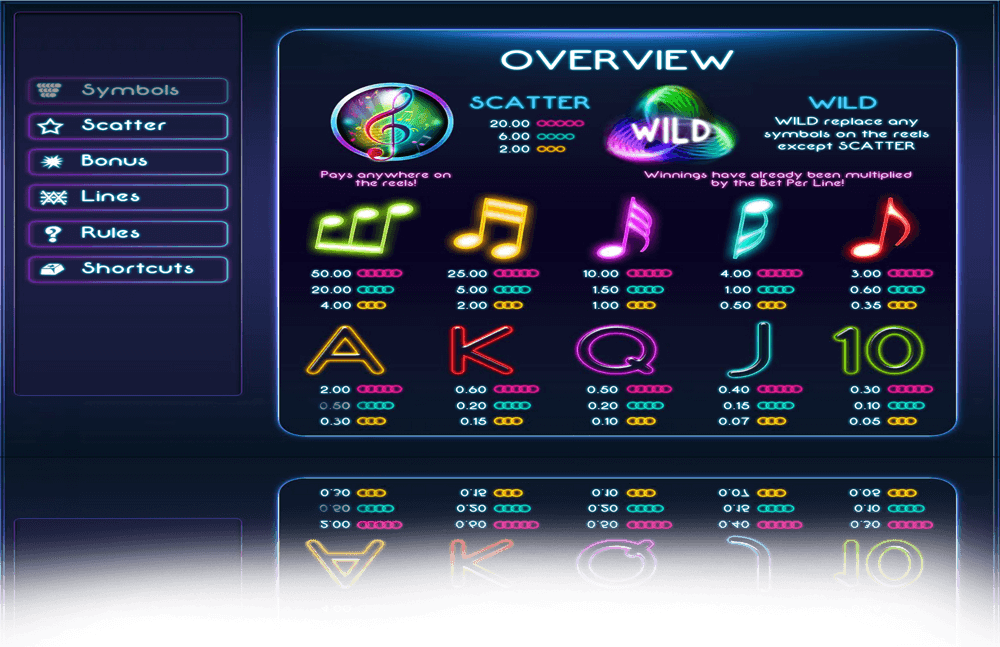 OVERVIEW
Symbols
Scatter
Bonus
Lines
Rules
Shortcuts
SCATTER
20.00
6.00
2.00
Pays anywhere on
the reels!
WILD
WILD
WILD replace any
symbols on the reels
except SCATTER
Winnings have already been multiplied
by the Bet Per Line!
50.00 25.00 10.00 4.00 3.00
20.00 5.00 1.50 1.00 0.60
4.00 2.00 1.00 0.50 0.35
A K Q J 10
2.00 0.60 0.50 0.40 0.30
0.50 0.20 0.20 0.15 0.10
0.30 0.15 0.10 0.07 0.05